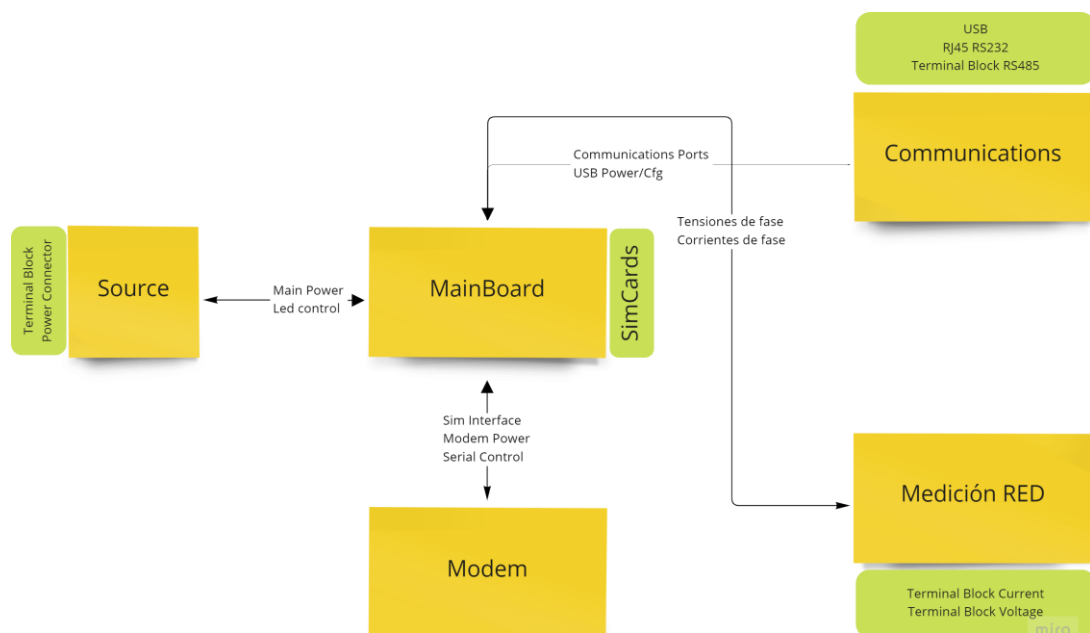 USB
RJ45 RS232
Terminal Block RS485
Communications
Communications Ports
USB Power/Cfg
Tensiones de fase
Corrientes de fase
Terminal Block
Power Connector
Source
Main Power
Led control
MainBoard
SimCards
Sim Interface
Modem Power
Serial Control
Modem
Medición RED
Terminal Block Current
Terminal Block Voltage
miro